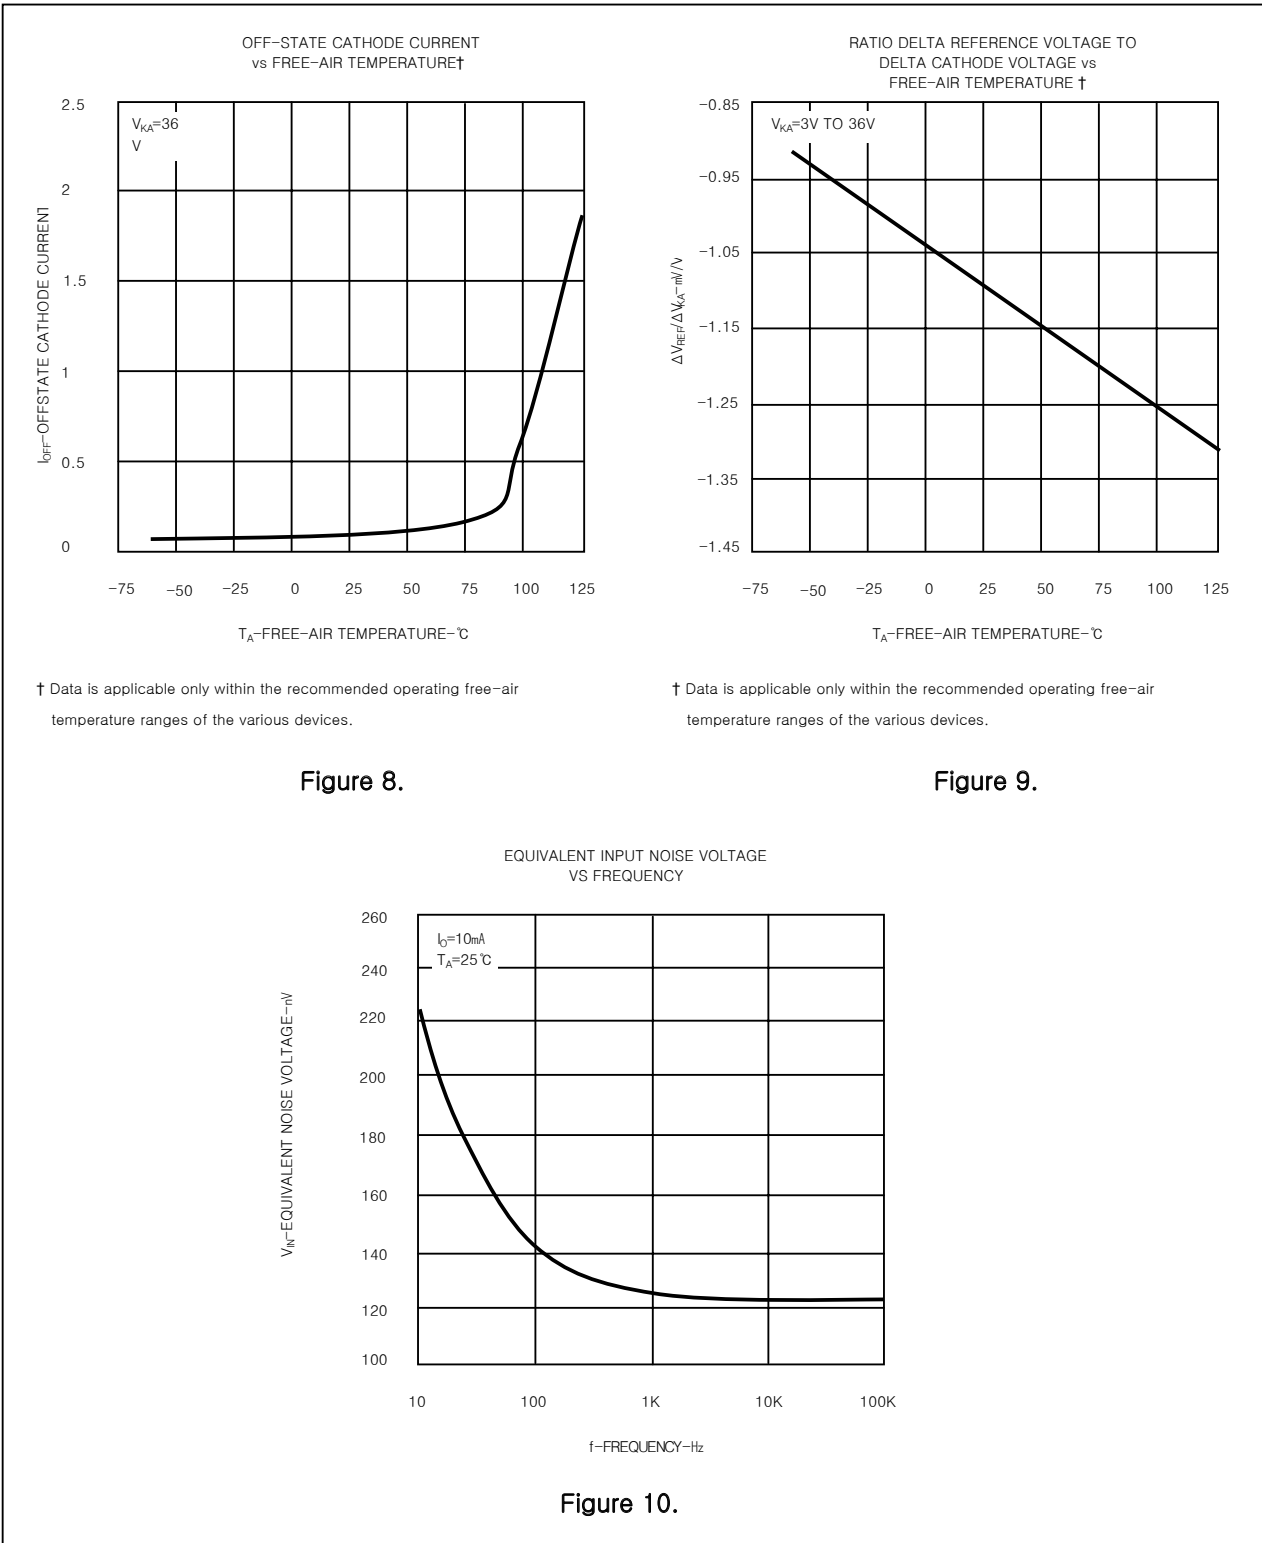 OFF-STATE CATHODE CURRENT
vs FREE-AIR TEMPERATURE†
2.5
2
1.5
1
0.5
0
V_KA=36
V
I_OFF-OFFSTATE CATHODE CURRENT
-75 -50 -25 0 25 50 75 100 125
T_A-FREE-AIR TEMPERATURE-℃
† Data is applicable only within the recommended operating free-air
temperature ranges of the various devices.
Figure 8.
RATIO DELTA REFERENCE VOLTAGE TO
DELTA CATHODE VOLTAGE vs
FREE-AIR TEMPERATURE †
-0.85
-0.95
-1.05
-1.15
-1.25
-1.35
-1.45
V_KA=3V TO 36V
ΔV_REF/ΔV_KA-mV/V
-75 -50 -25 0 25 50 75 100 125
T_A-FREE-AIR TEMPERATURE-℃
† Data is applicable only within the recommended operating free-air
temperature ranges of the various devices.
Figure 9.
EQUIVALENT INPUT NOISE VOLTAGE
VS FREQUENCY
260
240
220
200
180
160
140
120
100
I_O=10mA
T_A=25℃
V_IN-EQUIVALENT NOISE VOLTAGE-nV
10 100 1K 10K 100K
f-FREQUENCY-Hz
Figure 10.